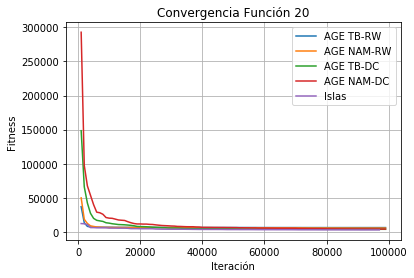 Convergencia Función 20
300000
250000
200000
150000
100000
50000
0
Fitness
AGE TB-RW
AGE NAM-RW
AGE TB-DC
AGE NAM-DC
Islas
0 20000 40000 60000 80000 100000
Iteración